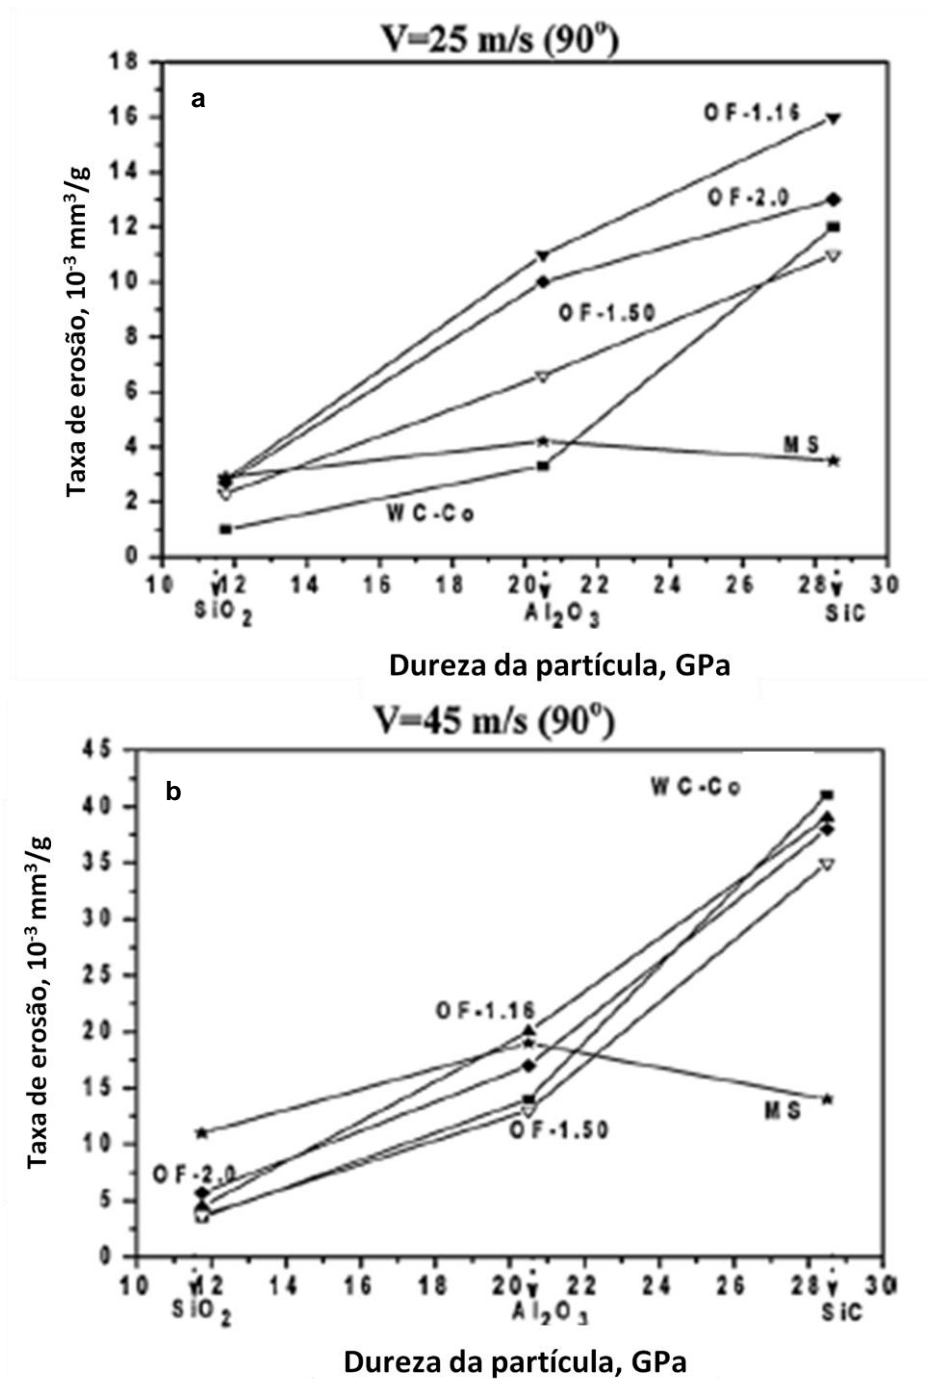 V=25 m/s (90º)
a
18
16
14
12
10
8
6
4
2
0
Taxa de erosão, 10⁻³ mm³/g
OF-1.16
OF-2.0
OF-1.50
MS
WC-Co
10 12 14 16 18 20 22 24 26 28 30
SiO₂ Al₂O₃ SiC
Dureza da partícula, GPa
V=45 m/s (90º)
b
45
40
35
30
25
20
15
10
5
0
Taxa de erosão, 10⁻³ mm³/g
WC-Co
OF-1.16
MS
OF-1.50
OF-2.0
10 12 14 16 18 20 22 24 26 28 30
SiO₂ Al₂O₃ SiC
Dureza da partícula, GPa